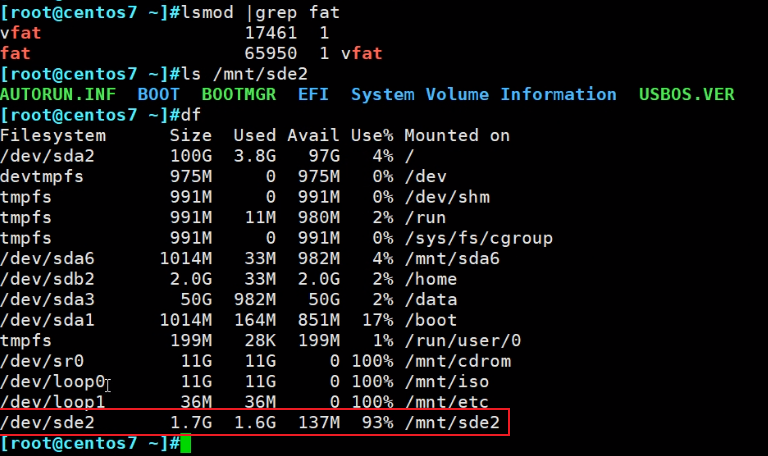 [root@centos7 ~]#lsmod |grep fat
vfat                   17461  1
fat                    65950  1 vfat
[root@centos7 ~]#ls /mnt/sde2
AUTORUN.INF  BOOT  BOOTMGR  EFI  System Volume Information  USBOS.VER
[root@centos7 ~]#df
Filesystem      Size  Used Avail Use% Mounted on
/dev/sda2       100G  3.8G   97G   4% /
devtmpfs        975M     0  975M   0% /dev
tmpfs           991M     0  991M   0% /dev/shm
tmpfs           991M   11M  980M   2% /run
tmpfs           991M     0  991M   0% /sys/fs/cgroup
/dev/sda6      1014M   33M  982M   4% /mnt/sda6
/dev/sdb2       2.0G   33M  2.0G   2% /home
/dev/sda3        50G  982M   50G   2% /data
/dev/sda1      1014M  164M  851M  17% /boot
tmpfs           199M   28K  199M   1% /run/user/0
/dev/sr0         11G   11G     0 100% /mnt/cdrom
/dev/loop0       11G   11G     0 100% /mnt/iso
/dev/loop1       36M   36M     0 100% /mnt/etc
/dev/sde2       1.7G  1.6G  137M  93% /mnt/sde2
[root@centos7 ~]#